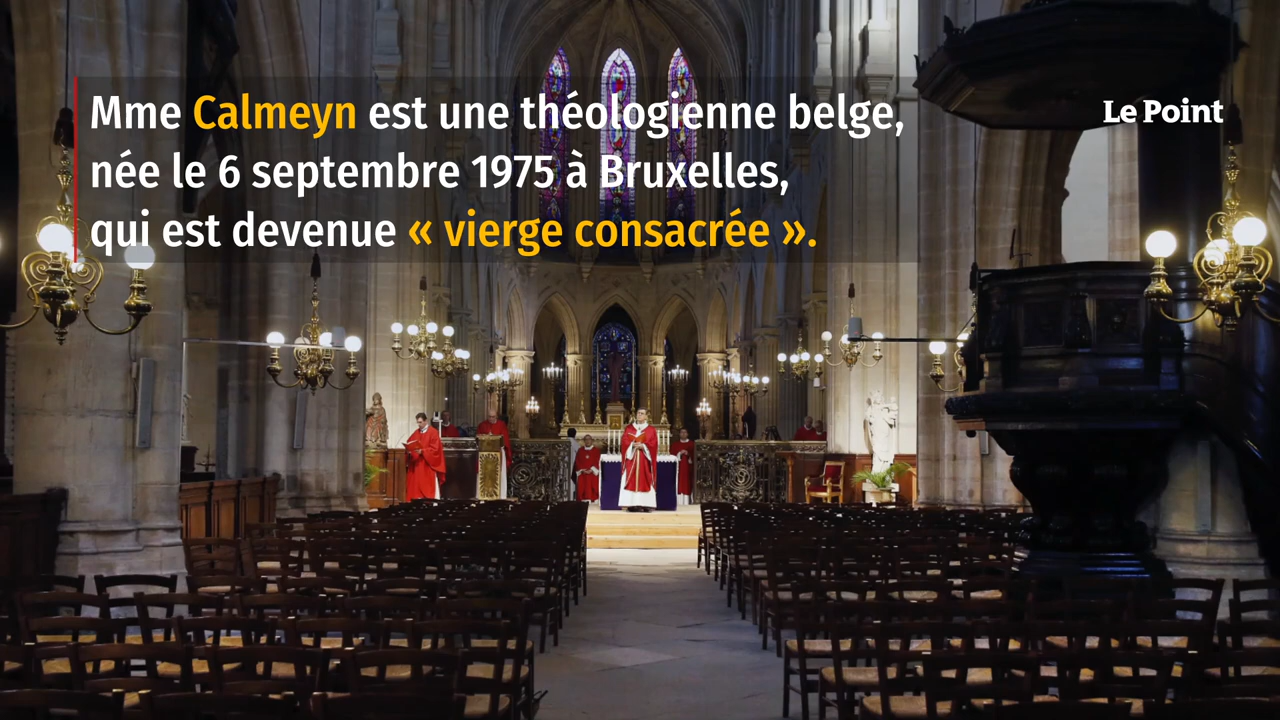 Mme Calmeyn est une théologienne belge,
née le 6 septembre 1975 à Bruxelles,
qui est devenue « vierge consacrée ».
Le Point